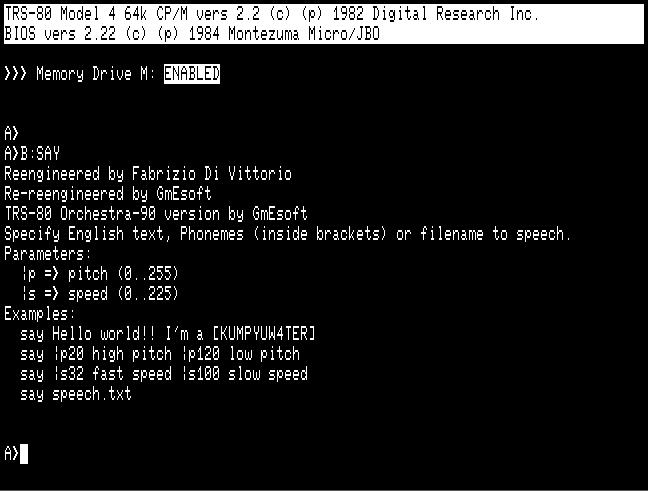 TRS-80 Model 4 64k CP/M vers 2.2 (c) (p) 1982 Digital Research Inc.
BIOS vers 2.22 (c) (p) 1984 Montezuma Micro/JBO
>>> Memory Drive M: ENABLED
A>
A>B:SAY
Reengineered by Fabrizio Di Vittorio
Re-reengineered by GmEsoft
TRS-80 Orchestra-90 version by GmEsoft
Specify English text, Phonemes (inside brackets) or filename to speech.
Parameters:
¦p => pitch (0..255)
¦s => speed (0..225)
Examples:
say Hello world!! I'm a [KUMPYUW4TER]
say ¦p20 high pitch ¦p120 low pitch
say ¦s32 fast speed ¦s100 slow speed
say speech.txt
A>